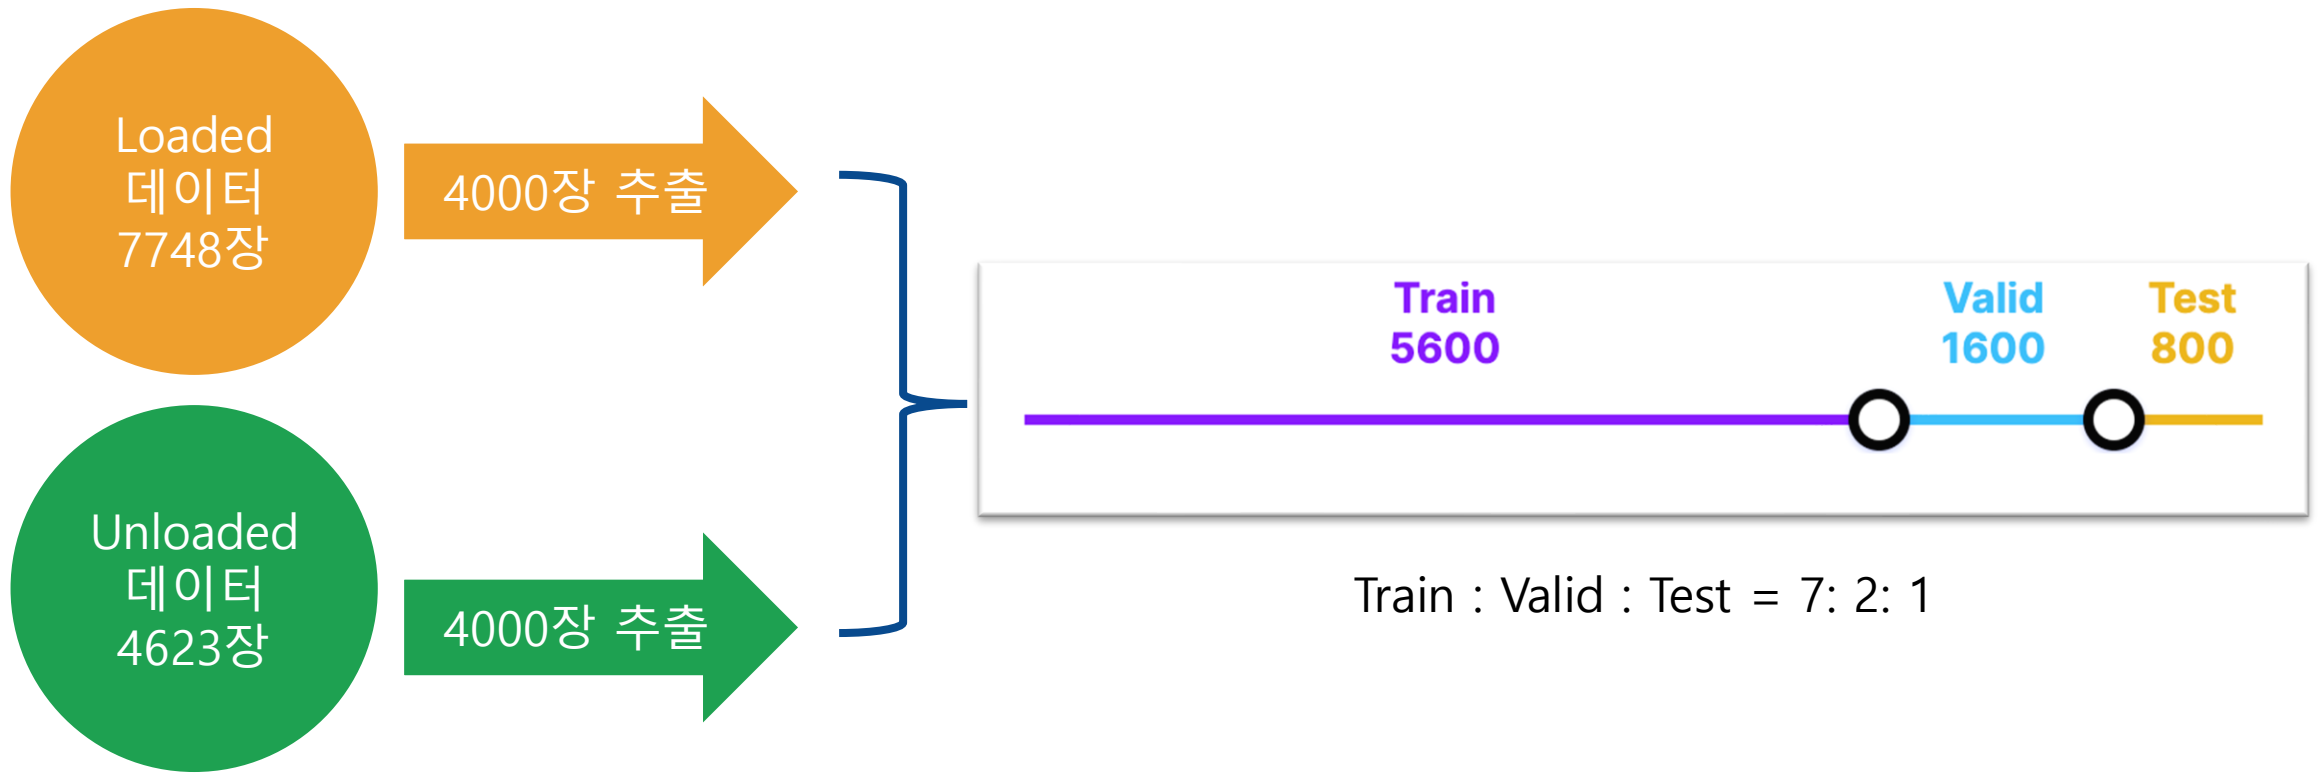 Loaded
데이터
7748장
4000장 추출
Unloaded
데이터
4623장
4000장 추출
Train
5600
Valid
1600
Test
800
Train : Valid : Test = 7: 2: 1